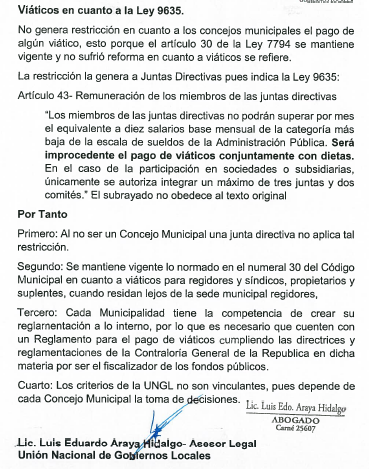 Viáticos en cuanto a la Ley 9635.
No genera restricción en cuanto a los concejos municipales el pago de
algún viático, esto porque el artículo 30 de la Ley 7794 se mantiene
vigente y no sufrió reforma en cuanto a viáticos se refiere.
La restricción la genera a Juntas Directivas pues indica la Ley 9635:
Artículo 43- Remuneración de los miembros de las juntas directivas
“Los miembros de las juntas directivas no podrán superar por mes
el equivalente a diez salarios base mensual de la categoría más
baja de la escala de sueldos de la Administración Pública. Será
improcedente el pago de viáticos conjuntamente con dietas.
En el caso de la participación en sociedades o subsidiarias,
únicamente se autoriza integrar un máximo de tres juntas y dos
comités.” El subrayado no obedece al texto original
Por Tanto
Primero: Al no ser un Concejo Municipal una junta directiva no aplica tal
restricción.
Segundo: Se mantiene vigente lo normado en el numeral 30 del Código
Municipal en cuanto a viáticos para regidores y síndicos, propietarios y
suplentes, cuando residan lejos de la sede municipal regidores,
Tercero: Cada Municipalidad tiene la competencia de crear su
reglarnentación a lo interno, por lo que es necesario que cuenten con
un Reglamento para el pago de viáticos cumpliendo las directrices y
reglamentaciones de la Contraloría General de la Republica en dicha
materia por ser el fiscalizador de los fondos públicos.
Cuarto: Los criterios de la UNGL no son vinculantes, pues depende de
cada Concejo Municipal la toma de decisiones.
Lic. Luis Edo. Araya Hidalgo
ABOGADO
Carné 25607
Lic. Luis Eduardo Araya Hidalgo- Asesor Legal
Unión Nacional de Gobiernos Locales